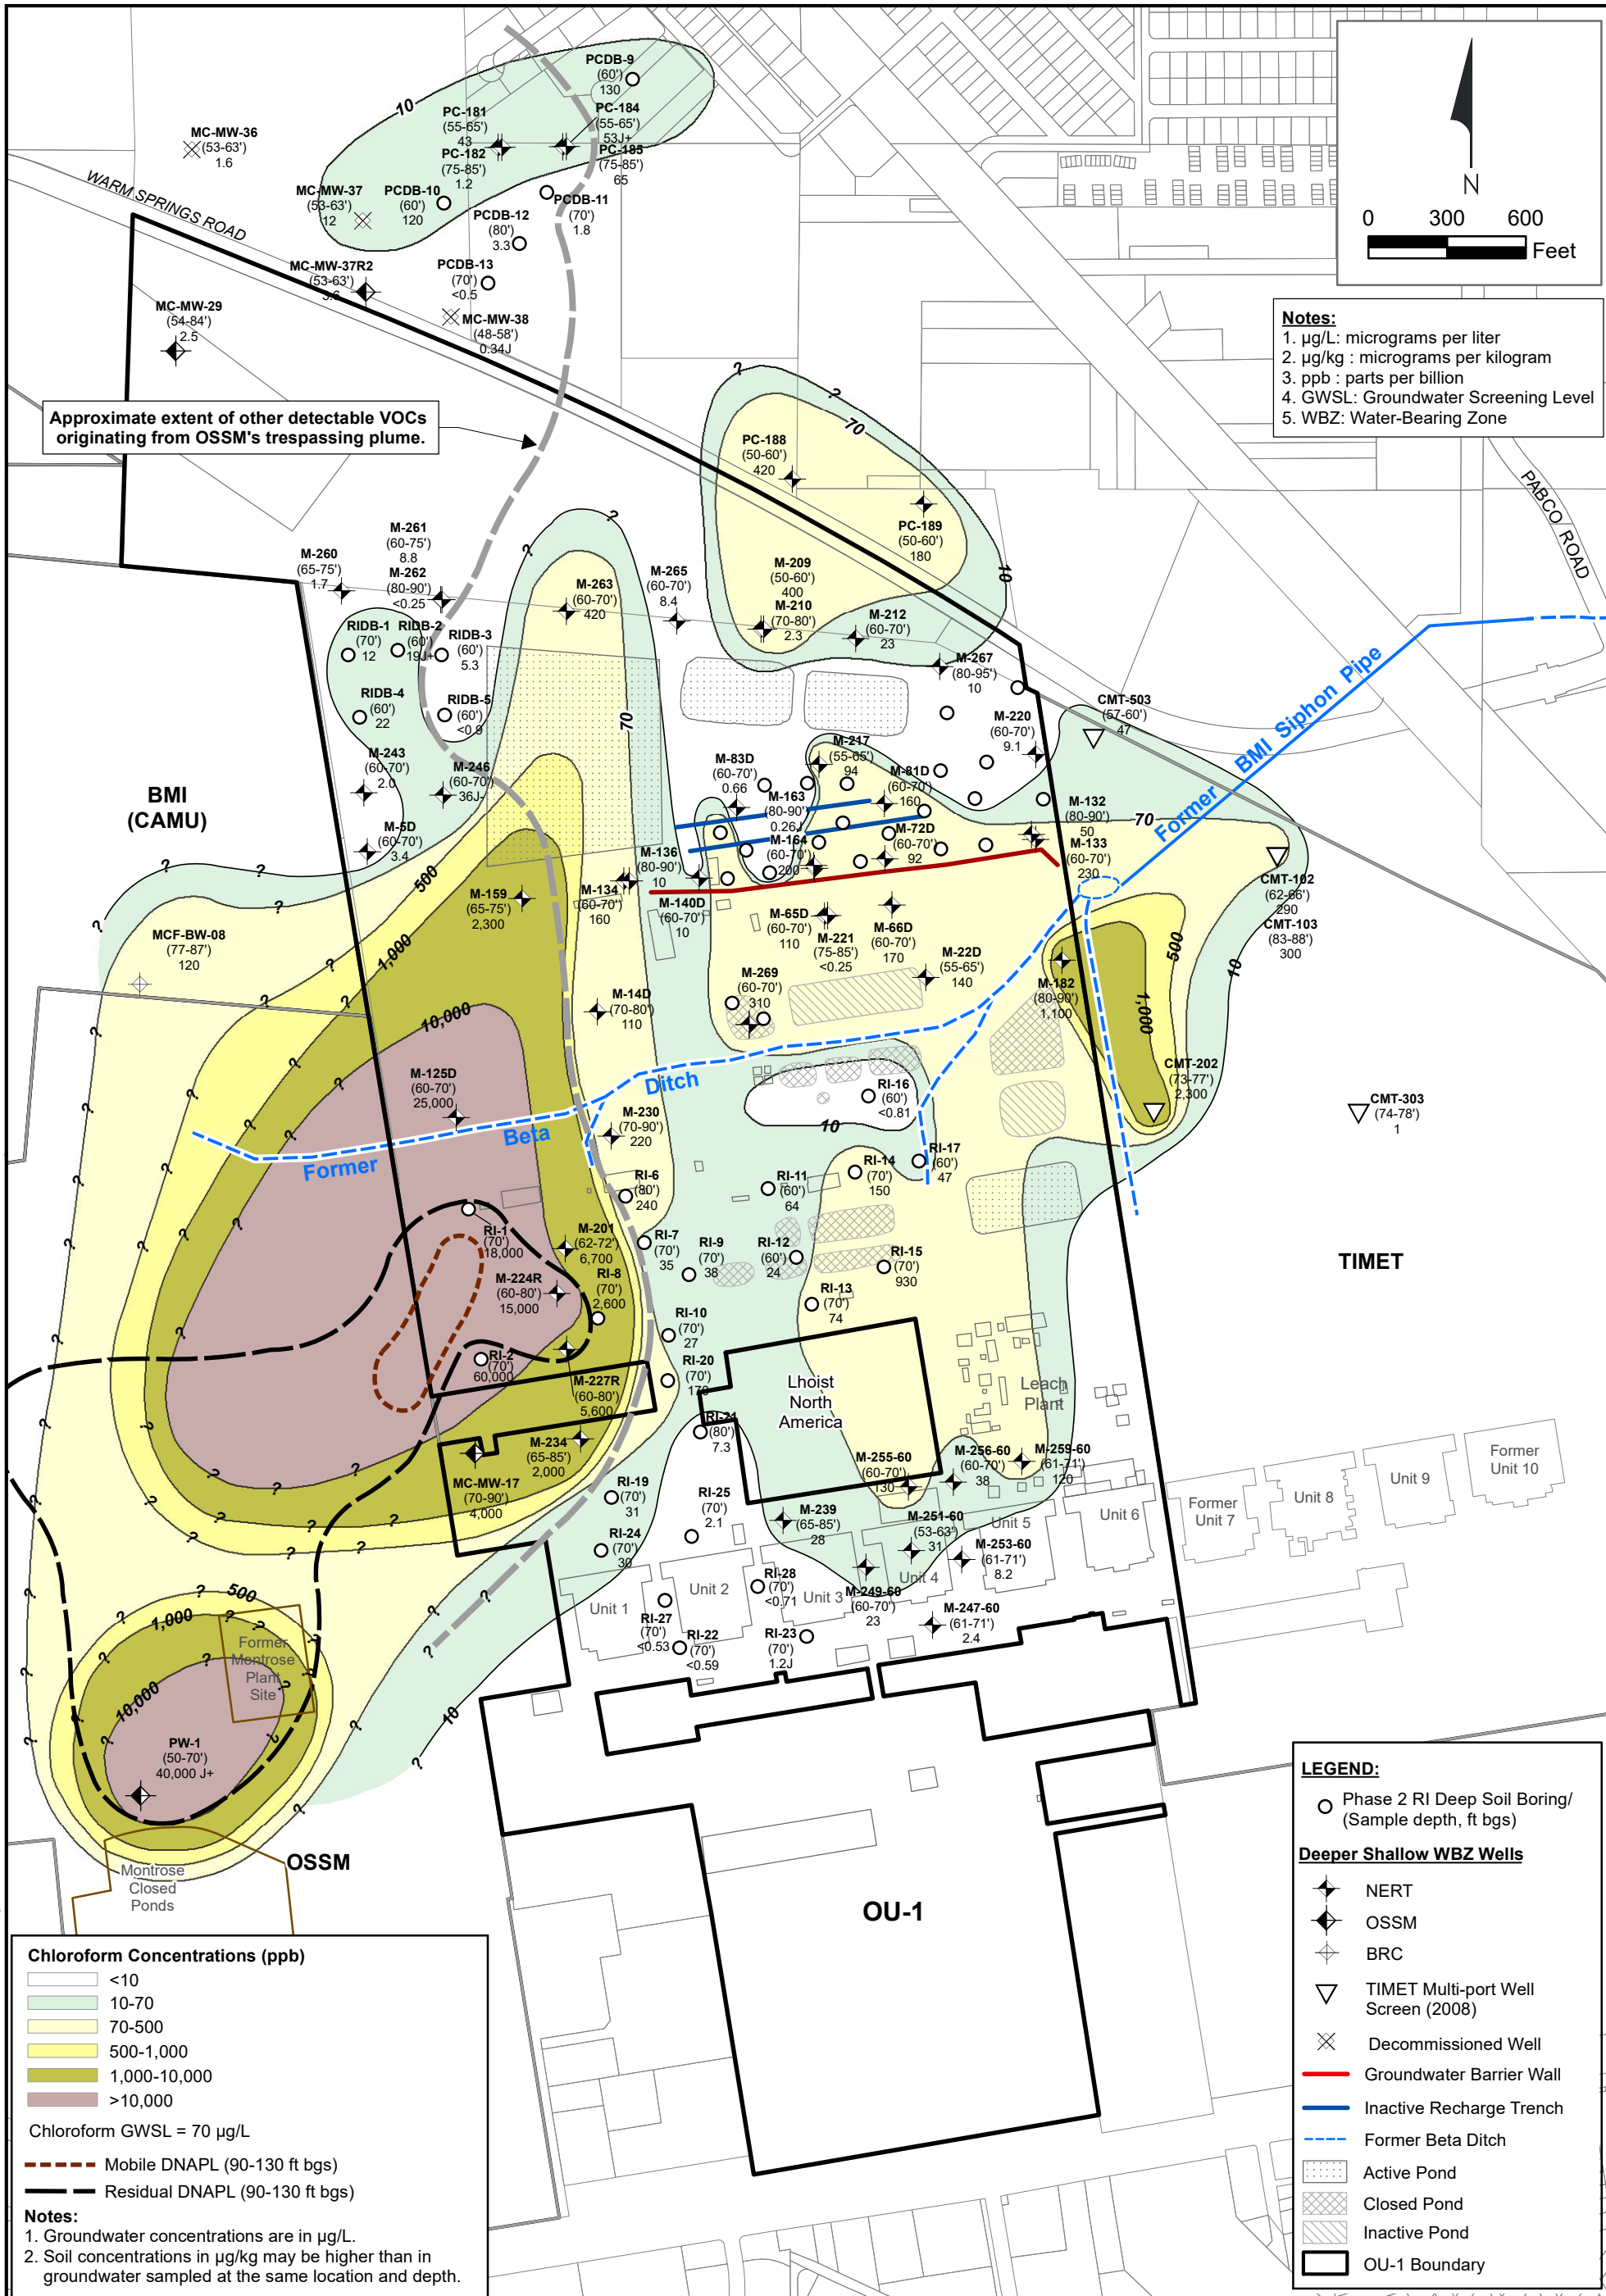 PCDB-9
(60')
130
10
PC-181
(55-65')
43
PC-184
(55-65')
53J+
PC-182
(75-85')
1.2
PC-185
(75-85')
65
MC-MW-36
(53-63')
1.6
WARM SPRINGS ROAD
MC-MW-37
(53-63')
12
PCDB-10
(60')
120
PCDB-11
(70')
1.8
PCDB-12
(80')
3.3
PCDB-13
(70')
<0.5
MC-MW-37R2
(53-63')
3.6
MC-MW-38
(48-58')
0.34J
MC-MW-29
(54-84')
2.5
N
0 300 600
Feet
Notes:
1. µg/L: micrograms per liter
2. µg/kg : micrograms per kilogram
3. ppb : parts per billion
4. GWSL: Groundwater Screening Level
5. WBZ: Water-Bearing Zone
PABCO ROAD
Approximate extent of other detectable VOCs
originating from OSSM's trespassing plume.
70
PC-188
(50-60')
420
PC-189
(50-60')
180
10
M-261
(60-75')
8.8
M-260
(65-75')
1.7
M-262
(80-90')
<0.25
M-263
(60-70')
420
M-265
(60-70')
8.4
M-209
(50-60')
400
M-210
(70-80')
2.3
M-212
(60-70')
23
M-267
(80-95')
10
RIDB-1
(70')
12
RIDB-2
(60')
19J+
RIDB-3
(60')
5.3
RIDB-4
(60')
22
RIDB-5
(60')
<0.9
70
CMT-503
(57-60')
47
M-220
(60-70')
9.1
Former BMI Siphon Pipe
M-243
(60-70')
2.0
M-246
(60-70')
36J-
M-83D
(60-70')
0.66
M-217
(55-65')
94
M-81D
(60-70')
160
M-163
(80-90')
0.26J
M-164
(60-70')
200
M-72D
(60-70')
92
M-132
(80-90')
50
M-133
(60-70')
230
70
BMI
(CAMU)
M-5D
(60-70')
3.4
M-136
(80-90')
10
M-134
(60-70')
160
M-140D
(60-70')
10
500
1,000
M-159
(65-75')
2,300
M-65D
(60-70')
110
M-221
(75-85')
<0.25
M-66D
(60-70')
170
M-22D
(55-65')
140
CMT-102
(62-66')
290
CMT-103
(83-88')
300
MCF-BW-08
(77-87')
120
500
10
M-182
(80-90')
1,100
1,000
M-269
(60-70')
310
M-14D
(70-80')
110
10,000
M-125D
(60-70')
25,000
CMT-202
(73-77')
2,300
CMT-303
(74-78')
1
Former Beta Ditch
M-230
(70-90')
220
RI-16
(60')
<0.81
10
RI-17
(60')
47
RI-14
(70')
150
RI-11
(60')
64
RI-6
(80')
240
RI-1
(70')
18,000
M-201
(62-72')
6,700
RI-7
(70')
35
RI-9
(70')
38
RI-12
(60')
24
RI-15
(70')
930
TIMET
M-224R
(60-80')
15,000
RI-8
(70')
2,600
RI-13
(70')
74
RI-10
(70')
27
RI-2
(70')
60,000
RI-20
(70')
170
M-227R
(60-80')
5,600
Lhoist
North
America
Leach
Plant
RI-21
(80')
7.3
M-234
(65-85')
2,000
MC-MW-17
(70-90')
4,000
M-255-60
(60-70')
130
M-256-60
(60-70')
38
M-259-60
(61-71')
120
RI-19
(70')
31
RI-25
(70')
2.1
M-239
(65-85')
28
M-251-60
(53-63')
31
M-253-60
(61-71')
8.2
RI-24
(70')
30
Unit 5
Unit 6
Former
Unit 7
Unit 8
Unit 9
Former
Unit 10
Unit 1
Unit 2
Unit 3
Unit 4
RI-28
(70')
<0.71
M-249-60
(60-70')
23
M-247-60
(61-71')
2.4
RI-27
(70')
<0.53
RI-22
(70')
<0.59
RI-23
(70')
1.2J
500
1,000
10,000
Former
Montrose
Plant
Site
10
PW-1
(50-70')
40,000 J+
Montrose
Closed
Ponds
OSSM
OU-1
Chloroform Concentrations (ppb)
<10
10-70
70-500
500-1,000
1,000-10,000
>10,000
Chloroform GWSL = 70 µg/L
Mobile DNAPL (90-130 ft bgs)
Residual DNAPL (90-130 ft bgs)
Notes:
1. Groundwater concentrations are in µg/L.
2. Soil concentrations in µg/kg may be higher than in
groundwater sampled at the same location and depth.
LEGEND:
Phase 2 RI Deep Soil Boring/
(Sample depth, ft bgs)
Deeper Shallow WBZ Wells
NERT
OSSM
BRC
TIMET Multi-port Well
Screen (2008)
Decommissioned Well
Groundwater Barrier Wall
Inactive Recharge Trench
Former Beta Ditch
Active Pond
Closed Pond
Inactive Pond
OU-1 Boundary